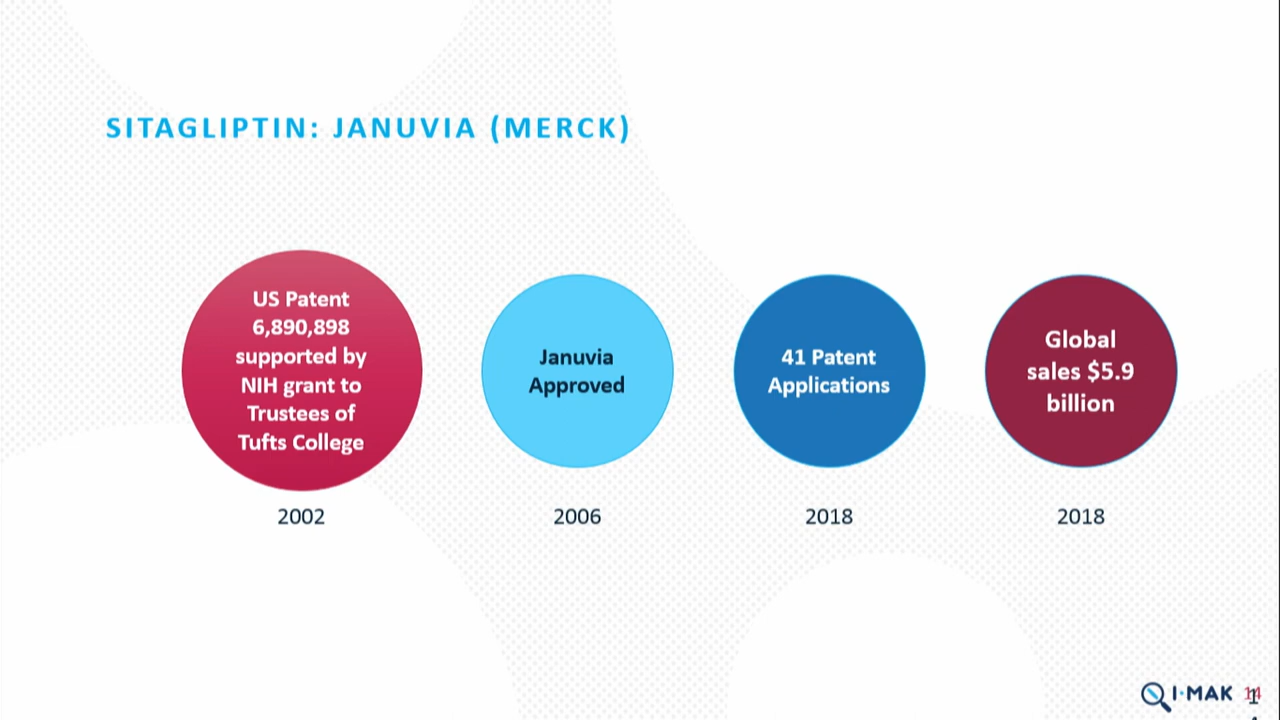 SITAGLIPTIN: JANUVIA (MERCK)
US Patent
6,890,898
supported by
NIH grant to
Trustees of
Tufts College
2002
Januvia
Approved
2006
41 Patent
Applications
2018
Global
sales $5.9
billion
2018
I·MAK
14